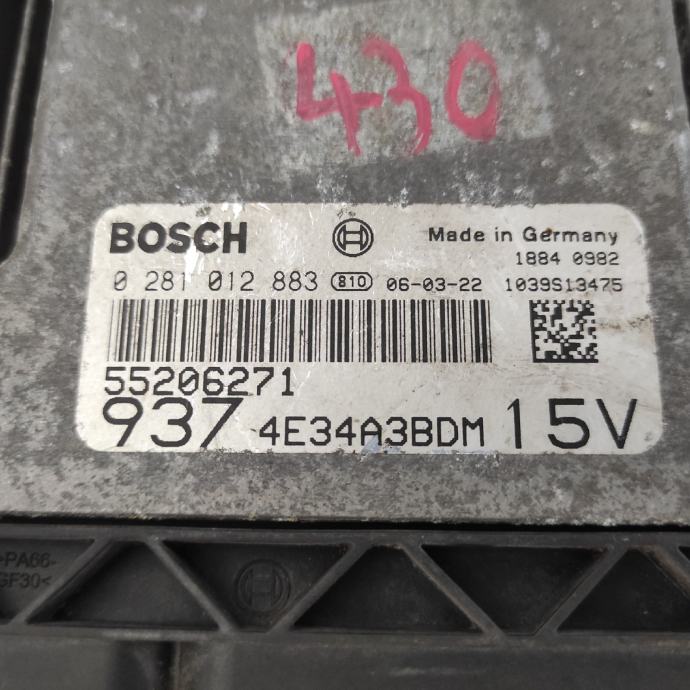 430
BOSCH Made in Germany
1884 0982
0 281 012 883 810 06-03-22 1039S13475
55206271
937 4E34A3BDM 15V
>PA66-
GF30<